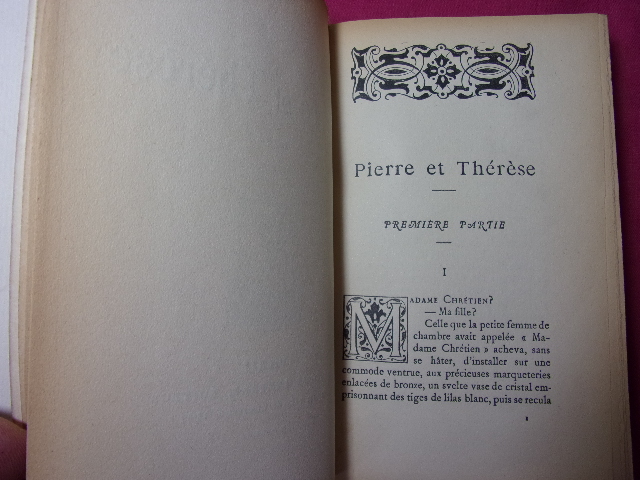 Pierre et Thérèse
PREMIÈRE PARTIE
I
MADAME CHRÉTIEN?
— Ma fille?
Celle que la petite femme de
chambre avait appelée « Ma-
dame Chrétien » acheva, sans
se hâter, d'installer sur une
commode ventrue, aux précieuses marqueteries
enlacées de bronze, un svelte vase de cristal em-
prisonnant des tiges de lilas blanc, puis se recula
1